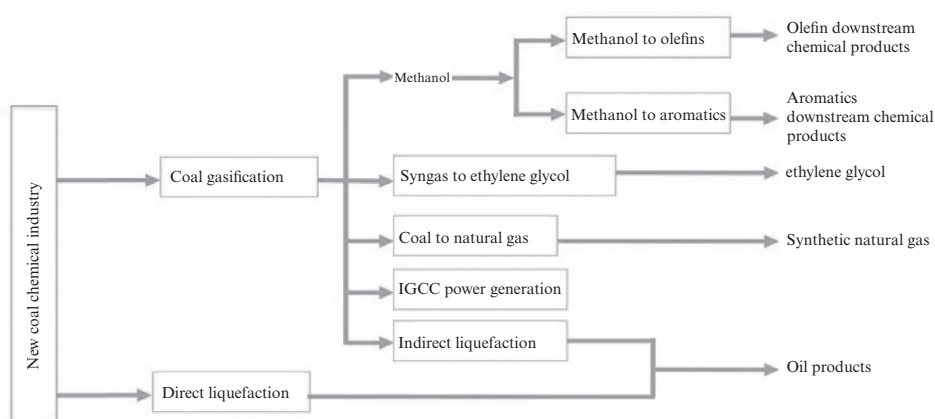 New coal chemical industry
Coal gasification
Direct liquefaction
Methanol
Methanol to olefins
Olefin downstream
chemical products
Methanol to aromatics
Aromatics
downstream chemical
products
Syngas to ethylene glycol
ethylene glycol
Coal to natural gas
Synthetic natural gas
IGCC power generation
Indirect liquefaction
Oil products